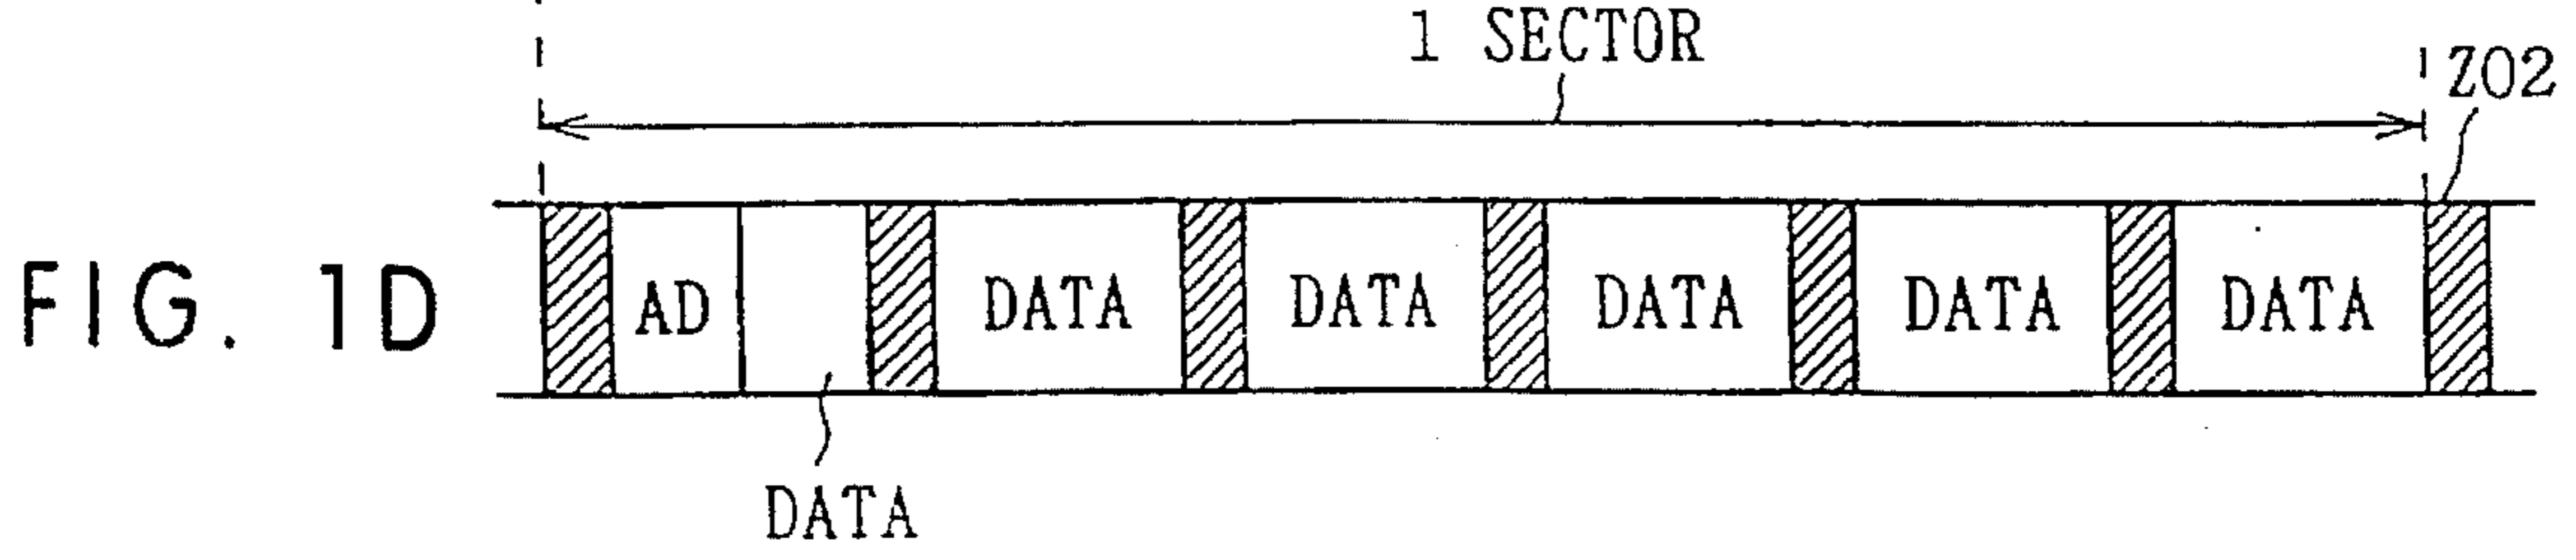 1 SECTOR
Z02
FIG. 1D
AD DATA DATA DATA DATA DATA
DATA